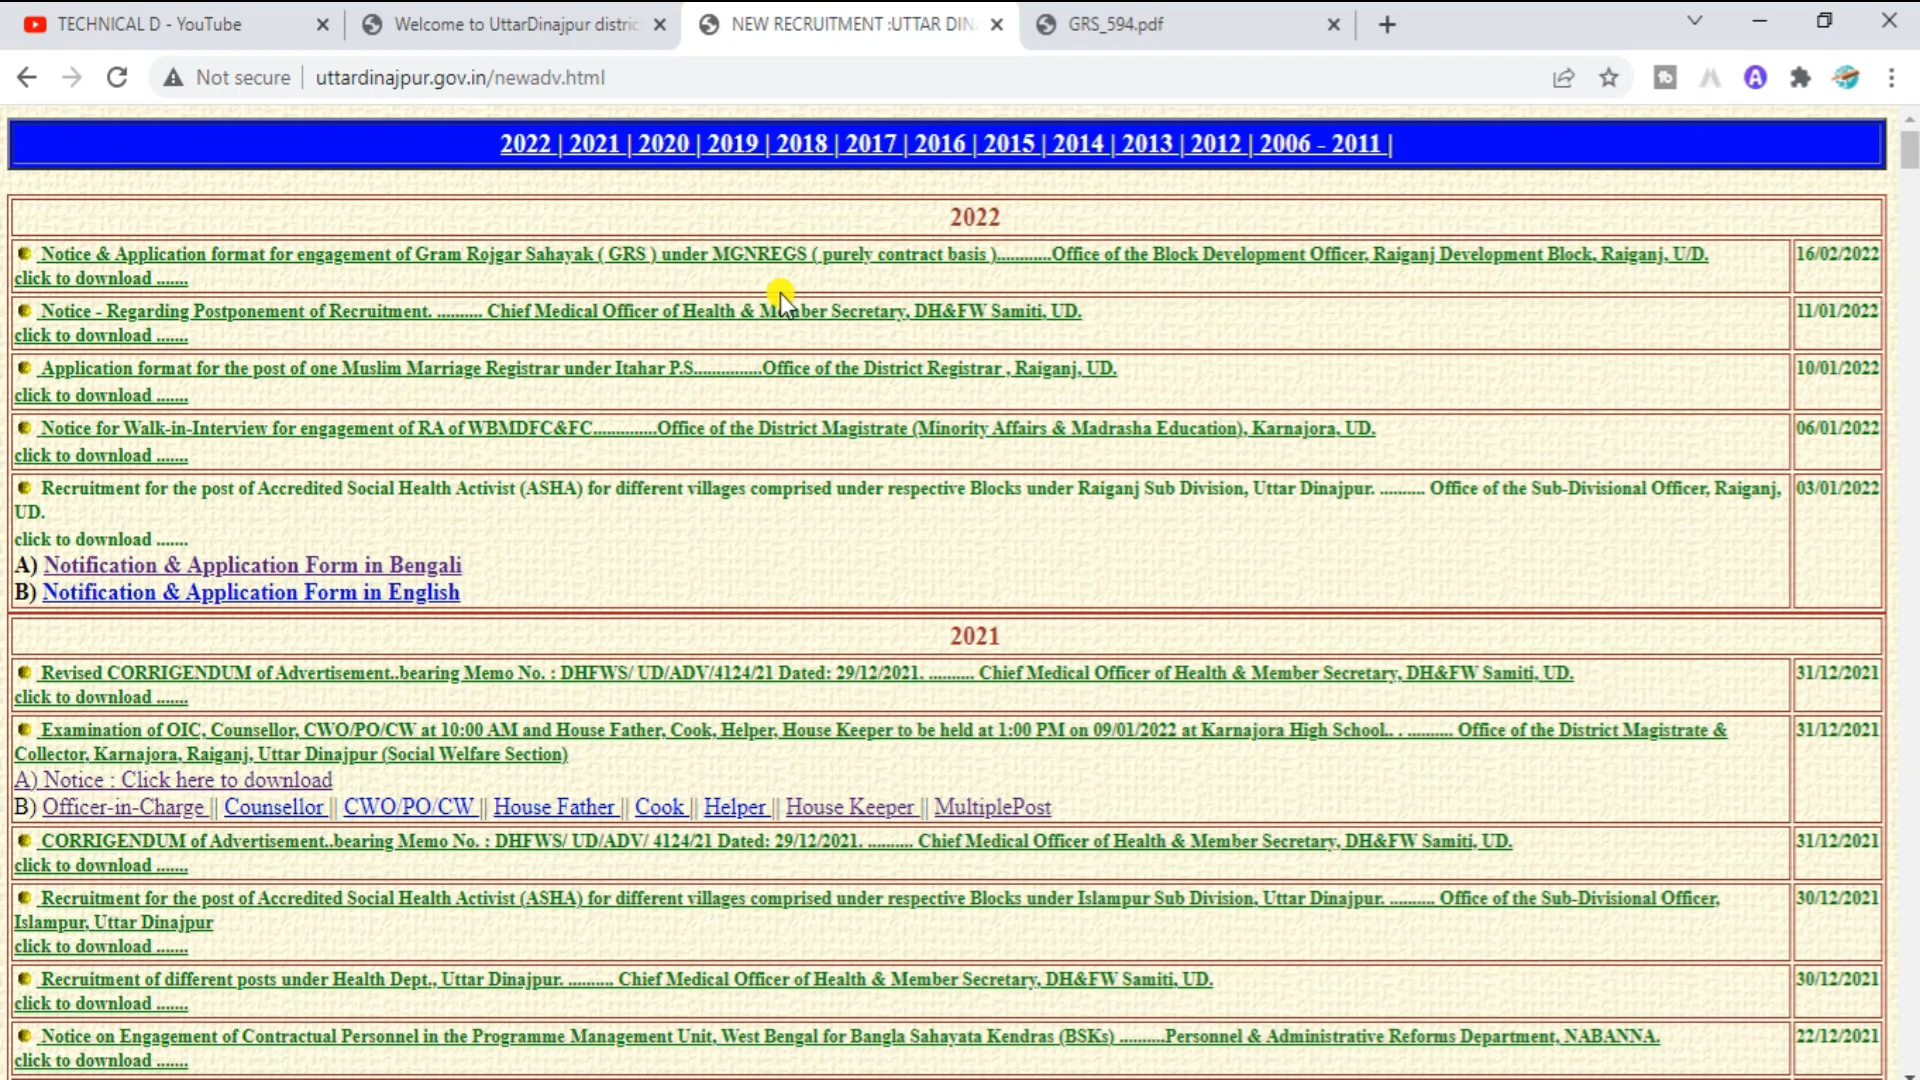 TECHNICAL D - YouTube
Welcome to UttarDinajpur distric
NEW RECRUITMENT :UTTAR DIN
GRS_594.pdf
Not secure
uttardinajpur.gov.in/newadv.html
2022 | 2021 | 2020 | 2019 | 2018 | 2017 | 2016 | 2015 | 2014 | 2013 | 2012 | 2006 - 2011 |
2022
Notice & Application format for engagement of Gram Rojgar Sahayak ( GRS ) under MGNREGS ( purely contract basis )............Office of the Block Development Officer, Raiganj Development Block, Raiganj, U/D. 16/02/2022
click to download .......
Notice - Regarding Postponement of Recruitment. .......... Chief Medical Officer of Health & Member Secretary, DH&FW Samiti, UD. 11/01/2022
click to download .......
Application format for the post of one Muslim Marriage Registrar under Itahar P.S...............Office of the District Registrar , Raiganj, UD. 10/01/2022
click to download .......
Notice for Walk-in-Interview for engagement of RA of WBMDFC&FC..............Office of the District Magistrate (Minority Affairs & Madrasha Education), Karnajora, UD. 06/01/2022
click to download .......
Recruitment for the post of Accredited Social Health Activist (ASHA) for different villages comprised under respective Blocks under Raiganj Sub Division, Uttar Dinajpur. .......... Office of the Sub-Divisional Officer, Raiganj, 03/01/2022
UD.
click to download .......
A) Notification & Application Form in Bengali
B) Notification & Application Form in English
2021
Revised CORRIGENDUM of Advertisement..bearing Memo No. : DHFWS/ UD/ADV/4124/21 Dated: 29/12/2021. .......... Chief Medical Officer of Health & Member Secretary, DH&FW Samiti, UD. 31/12/2021
click to download .......
Examination of OIC, Counsellor, CWO/PO/CW at 10:00 AM and House Father, Cook, Helper, House Keeper to be held at 1:00 PM on 09/01/2022 at Karnajora High School.. . .......... Office of the District Magistrate & 31/12/2021
Collector, Karnajora, Raiganj, Uttar Dinajpur (Social Welfare Section)
A) Notice : Click here to download
B) Officer-in-Charge || Counsellor || CWO/PO/CW || House Father || Cook || Helper || House Keeper || MultiplePost
CORRIGENDUM of Advertisement..bearing Memo No. : DHFWS/ UD/ADV/ 4124/21 Dated: 29/12/2021. .......... Chief Medical Officer of Health & Member Secretary, DH&FW Samiti, UD. 31/12/2021
click to download .......
Recruitment for the post of Accredited Social Health Activist (ASHA) for different villages comprised under respective Blocks under Islampur Sub Division, Uttar Dinajpur. .......... Office of the Sub-Divisional Officer, 30/12/2021
Islampur, Uttar Dinajpur
click to download .......
Recruitment of different posts under Health Dept., Uttar Dinajpur. .......... Chief Medical Officer of Health & Member Secretary, DH&FW Samiti, UD. 30/12/2021
click to download .......
Notice on Engagement of Contractual Personnel in the Programme Management Unit, West Bengal for Bangla Sahayata Kendras (BSKs) ..........Personnel & Administrative Reforms Department, NABANNA. 22/12/2021
click to download .......